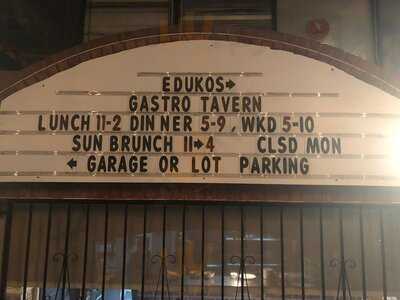 EDUKOS→
GASTRO TAVERN
LUNCH 11-2 DINNER 5-9, WKD 5-10
SUN BRUNCH 11→4 CLSD MON
← GARAGE OR LOT PARKING